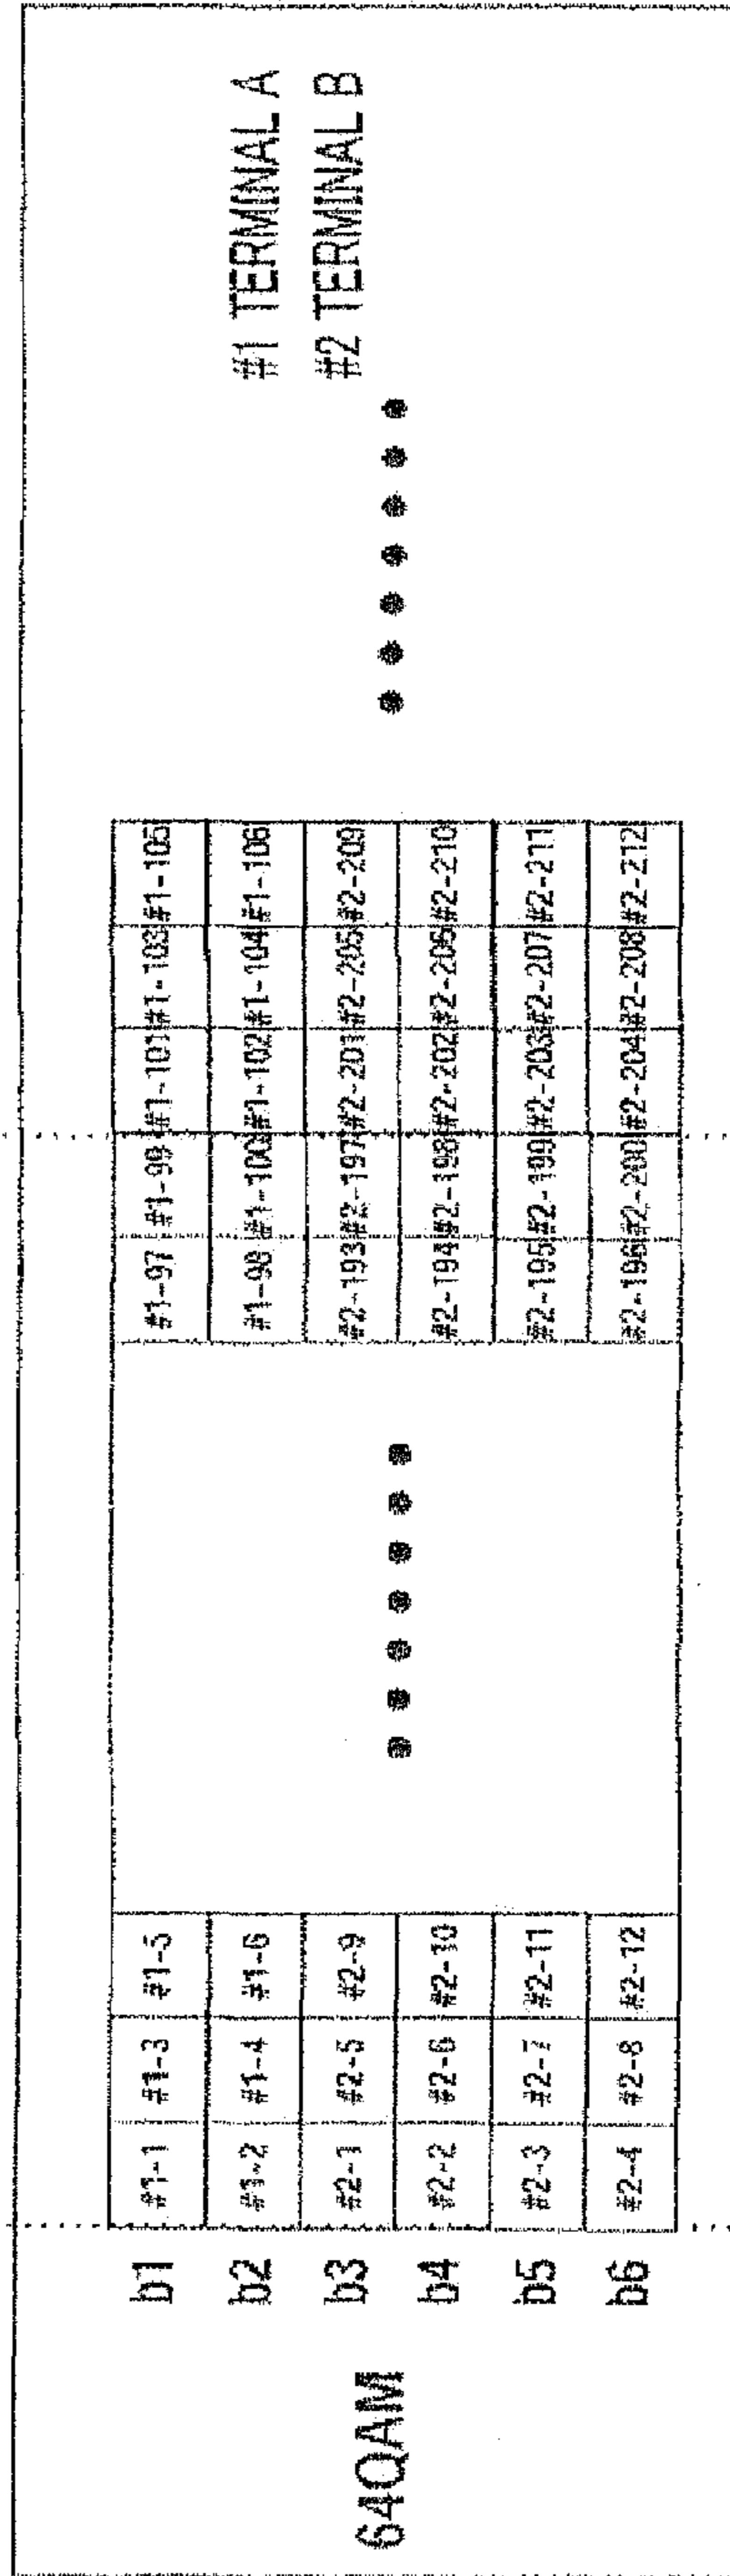 #1 TERMINAL A
#2 TERMINAL B
64QAM
b1 #1-1 #1-3 #1-5 #1-97 #1-99 #1-101 #1-103 #1-105
b2 #1-2 #1-4 #1-6 #1-98 #1-100 #1-102 #1-104 #1-106
b3 #2-1 #2-5 #2-9 #2-193 #2-197 #2-201 #2-205 #2-209
b4 #2-2 #2-6 #2-10 #2-194 #2-198 #2-202 #2-206 #2-210
b5 #2-3 #2-7 #2-11 #2-195 #2-199 #2-203 #2-207 #2-211
b6 #2-4 #2-8 #2-12 #2-196 #2-200 #2-204 #2-208 #2-212